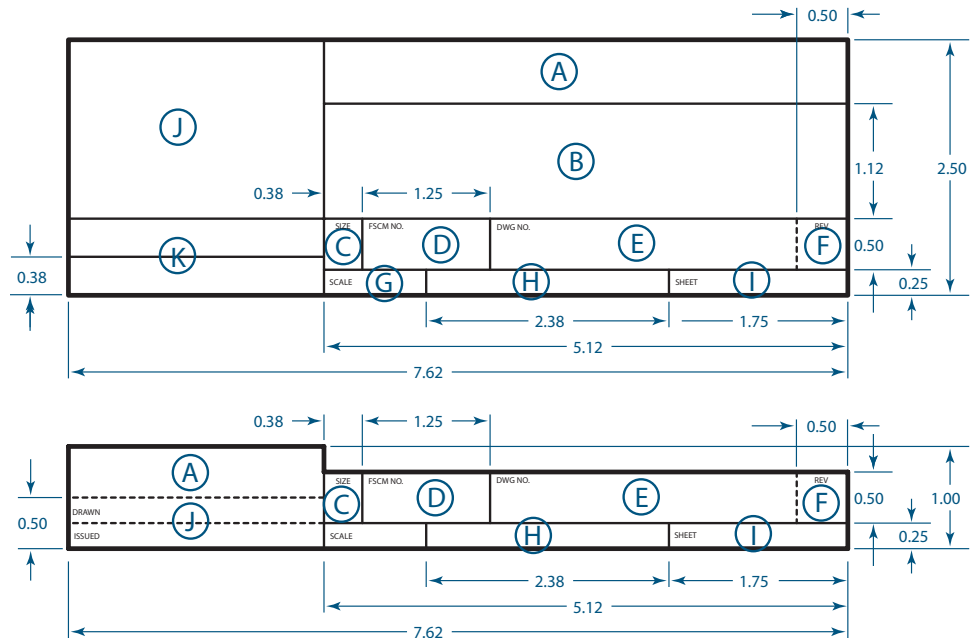 0.50
A
J
B
1.12
2.50
0.38
1.25
SIZE FSCM NO. DWG NO. REV
C D E F
0.50
K
0.38
SCALE G H SHEET I
0.25
2.38 1.75
5.12
7.62
0.38 1.25 0.50
A
SIZE FSCM NO. DWG NO. REV
C D E F
0.50 1.00
0.50
DRAWN
J
ISSUED SCALE H SHEET I
0.25
2.38 1.75
5.12
7.62